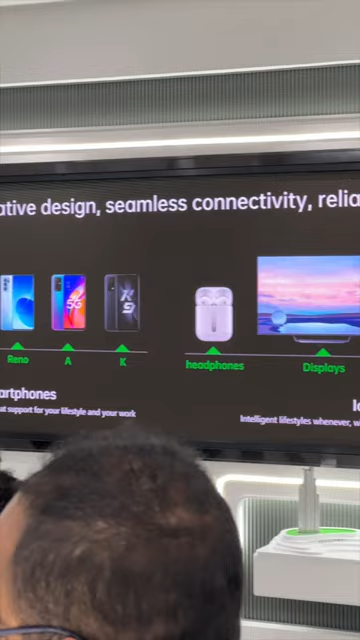 ative design, seamless connectivity, relia
5G
K
9
Reno
A
K
headphones
Displays
artphones
at support for your lifestyle and your work
Intelligent lifestyles whenever, w